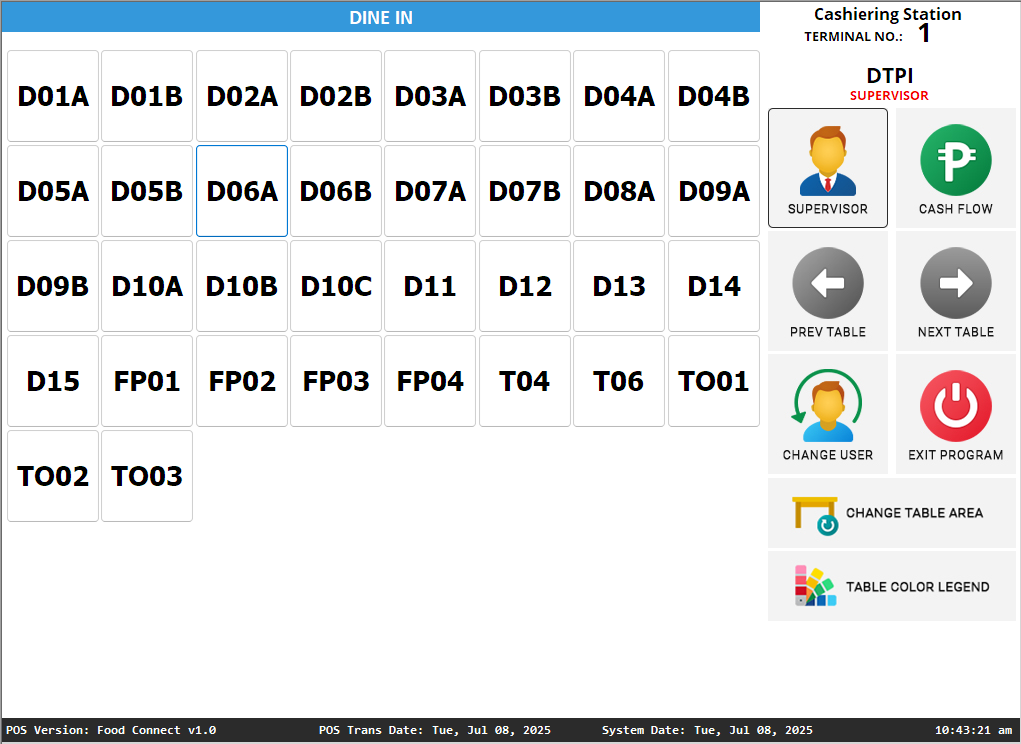 DINE IN
Cashiering Station
TERMINAL NO.: 1
DTPI
SUPERVISOR
D01A D01B D02A D02B D03A D03B D04A D04B
D05A D05B D06A D06B D07A D07B D08A D09A
D09B D10A D10B D10C D11 D12 D13 D14
D15 FP01 FP02 FP03 FP04 T04 T06 TO01
TO02 TO03
SUPERVISOR CASH FLOW
PREV TABLE NEXT TABLE
CHANGE USER EXIT PROGRAM
CHANGE TABLE AREA
TABLE COLOR LEGEND
POS Version: Food Connect v1.0 POS Trans Date: Tue, Jul 08, 2025 System Date: Tue, Jul 08, 2025 10:43:21 am